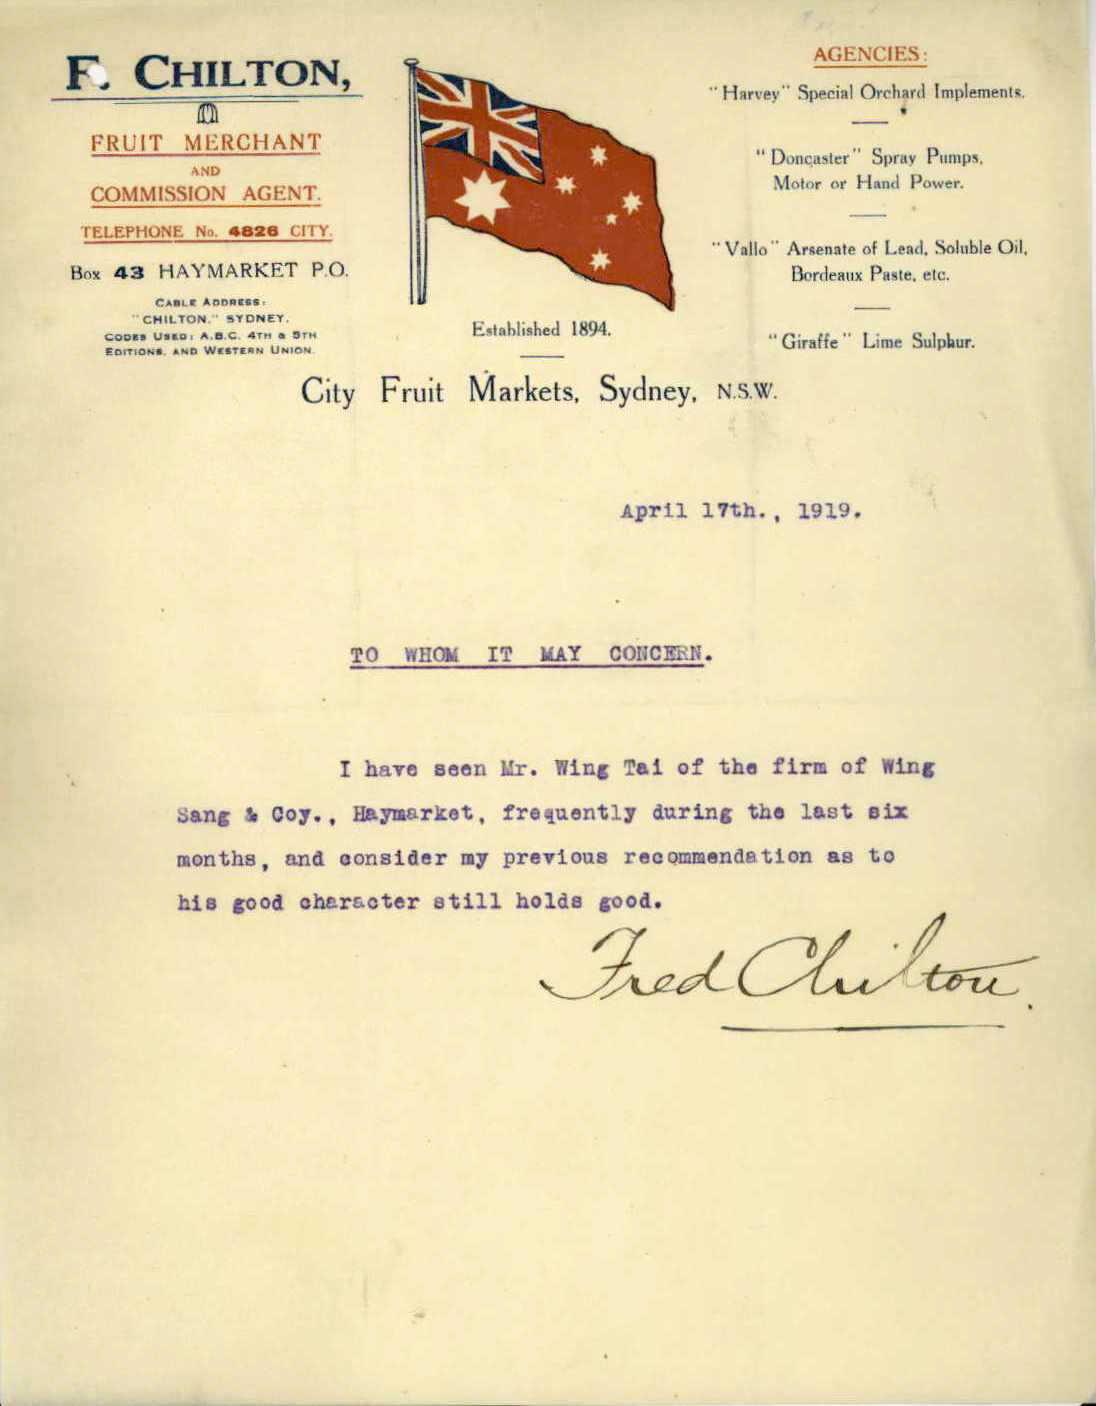 F. CHILTON,
FRUIT MERCHANT
AND
COMMISSION AGENT.
TELEPHONE No. 4826 CITY.
Box 43 HAYMARKET P.O.
CABLE ADDRESS:
"CHILTON," SYDNEY.
CODES USED: A.B.C. 4TH & 5TH
EDITIONS, AND WESTERN UNION.
Established 1894.
AGENCIES:
"Harvey" Special Orchard Implements.
"Doncaster" Spray Pumps,
Motor or Hand Power.
"Vallo" Arsenate of Lead, Soluble Oil,
Bordeaux Paste, etc.
"Giraffe" Lime Sulphur.
City Fruit Markets, Sydney, N.S.W.
April 17th., 1919.
TO WHOM IT MAY CONCERN.
I have seen Mr. Wing Tai of the firm of Wing
Sang & Coy., Haymarket, frequently during the last six
months, and consider my previous recommendation as to
his good character still holds good.
Fred Chilton.